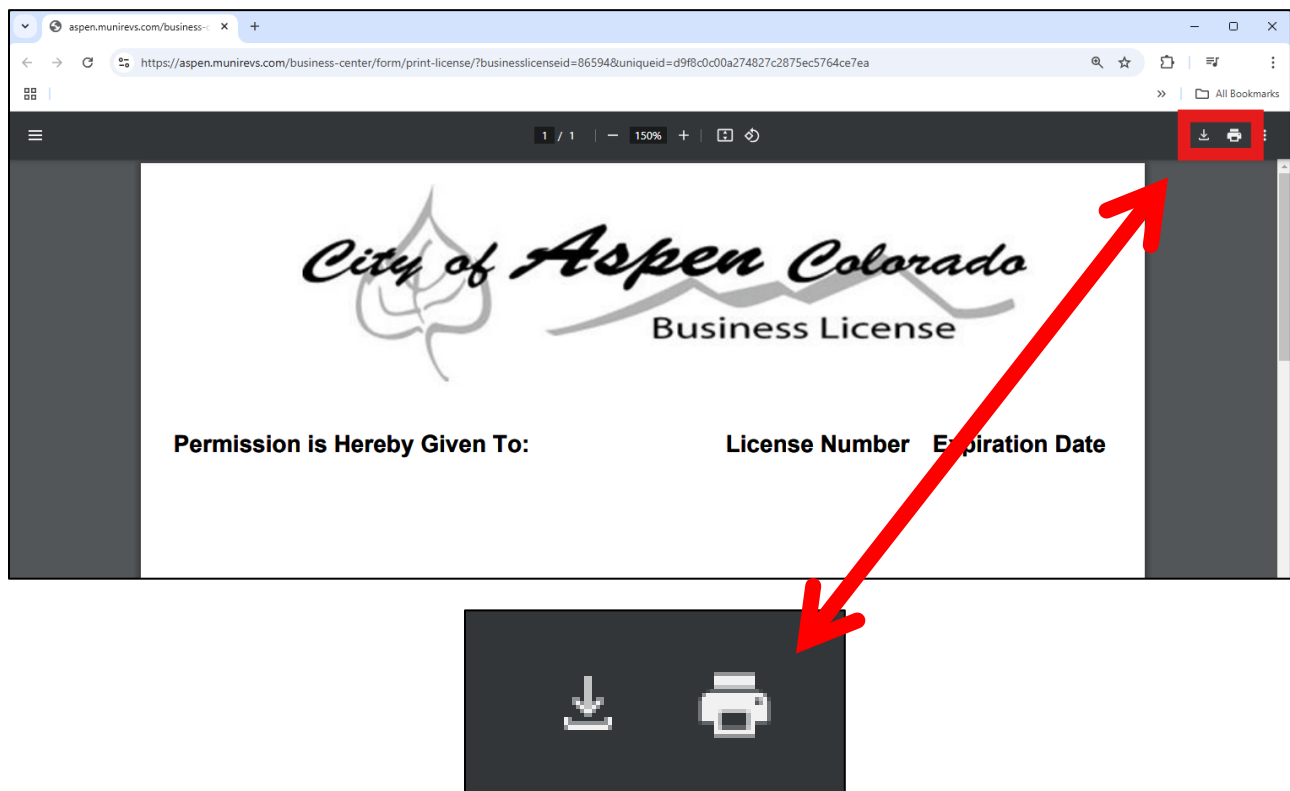 aspen.munirevs.com/business-c
https://aspen.munirevs.com/business-center/form/print-license/?businesslicenseid=86594&uniqueid=d9f8c0c00a274827c2875ec5764ce7ea
All Bookmarks
1 / 1 | − 150% +
City of Aspen Colorado
Business License
Permission is Hereby Given To: License Number Expiration Date